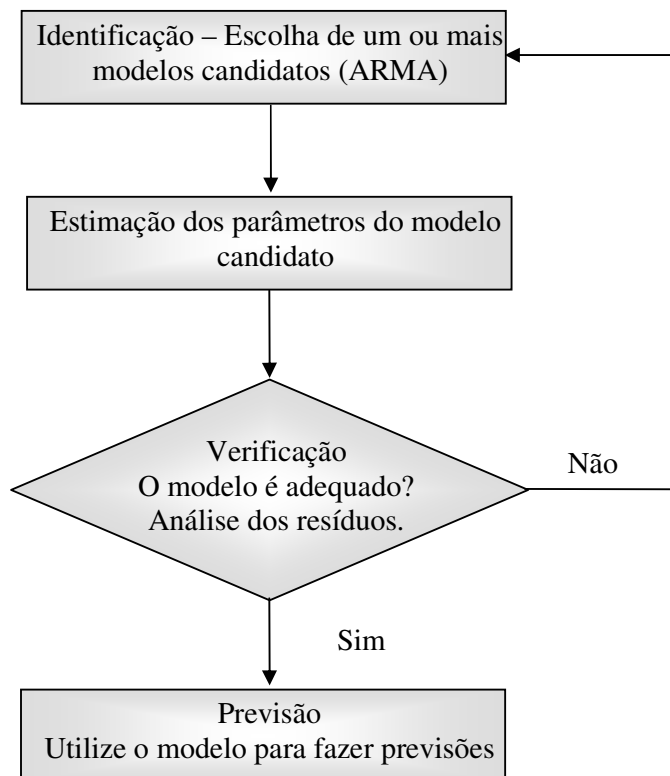 Identificação – Escolha de um ou mais
modelos candidatos (ARMA)
Estimação dos parâmetros do modelo
candidato
Verificação
O modelo é adequado?
Análise dos resíduos.
Não
Sim
Previsão
Utilize o modelo para fazer previsões